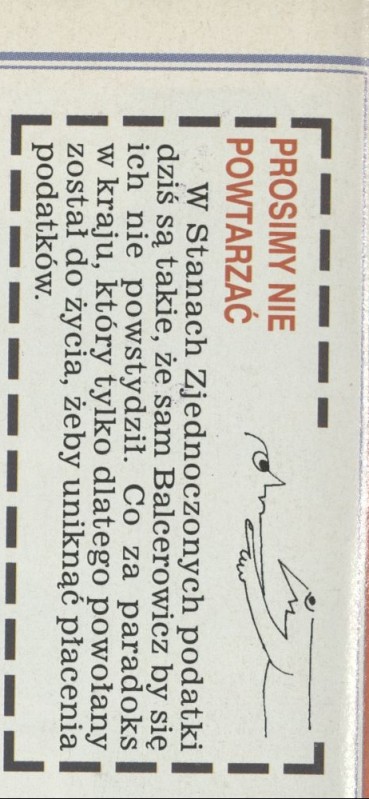 PROSIMY NIE
POWTARZAĆ
W Stanach Zjednoczonych podatki
dziś są takie, że sam Balcerowicz by się
ich nie powstydził. Co za paradoks
w kraju, który tylko dlatego powołany
został do życia, żeby uniknąć płacenia
podatków.